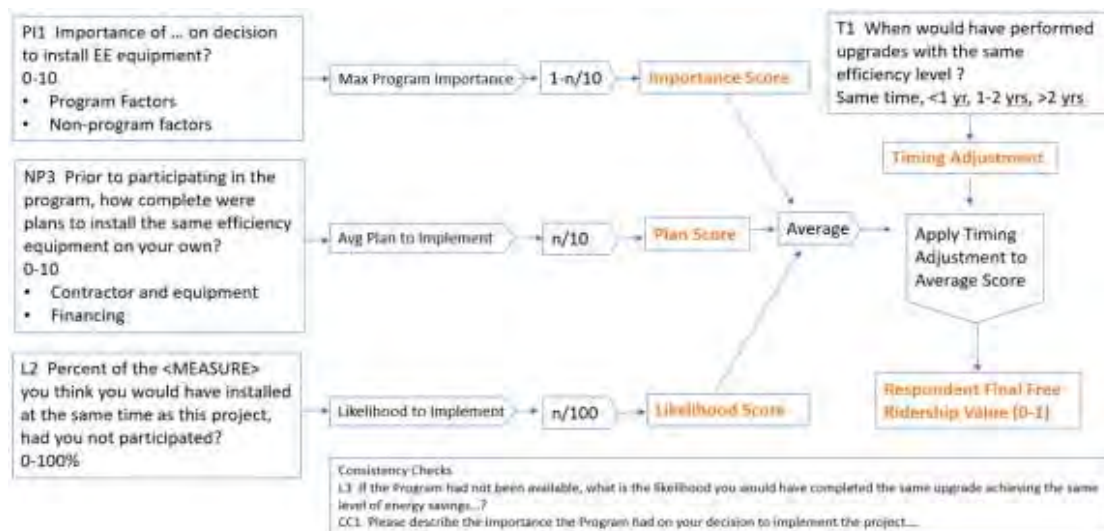 PI1 Importance of ... on decision
to install EE equipment?
0-10
• Program Factors
• Non-program factors
Max Program Importance
1-n/10
Importance Score
T1 When would have performed
upgrades with the same
efficiency level ?
Same time, <1 yr, 1-2 yrs, >2 yrs
Timing Adjustment
NP3 Prior to participating in the
program, how complete were
plans to install the same efficiency
equipment on your own?
0-10
• Contractor and equipment
• Financing
Avg Plan to Implement
n/10
Plan Score
Average
Apply Timing
Adjustment to
Average Score
L2 Percent of the <MEASURE>
you think you would have installed
at the same time as this project,
had you not participated?
0-100%
Likelihood to Implement
n/100
Likelihood Score
Respondent Final Free
Ridership Value (0-1)
Consistency Checks
L3 If the Program had not been available, what is the likelihood you would have completed the same upgrade achieving the same
level of energy savings...?
CC1 Please describe the importance the Program had on your decision to implement the project....